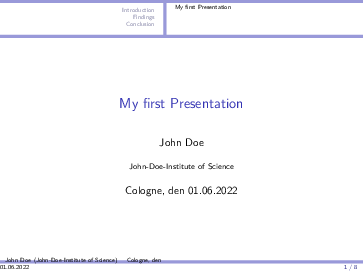 Introduction
Findings
Conclusion
My first Presentation
My first Presentation
John Doe
John-Doe-Institute of Science
Cologne, den 01.06.2022
John Doe (John-Doe-Institute of Science) Cologne, den
01.06.2022
1 / 8